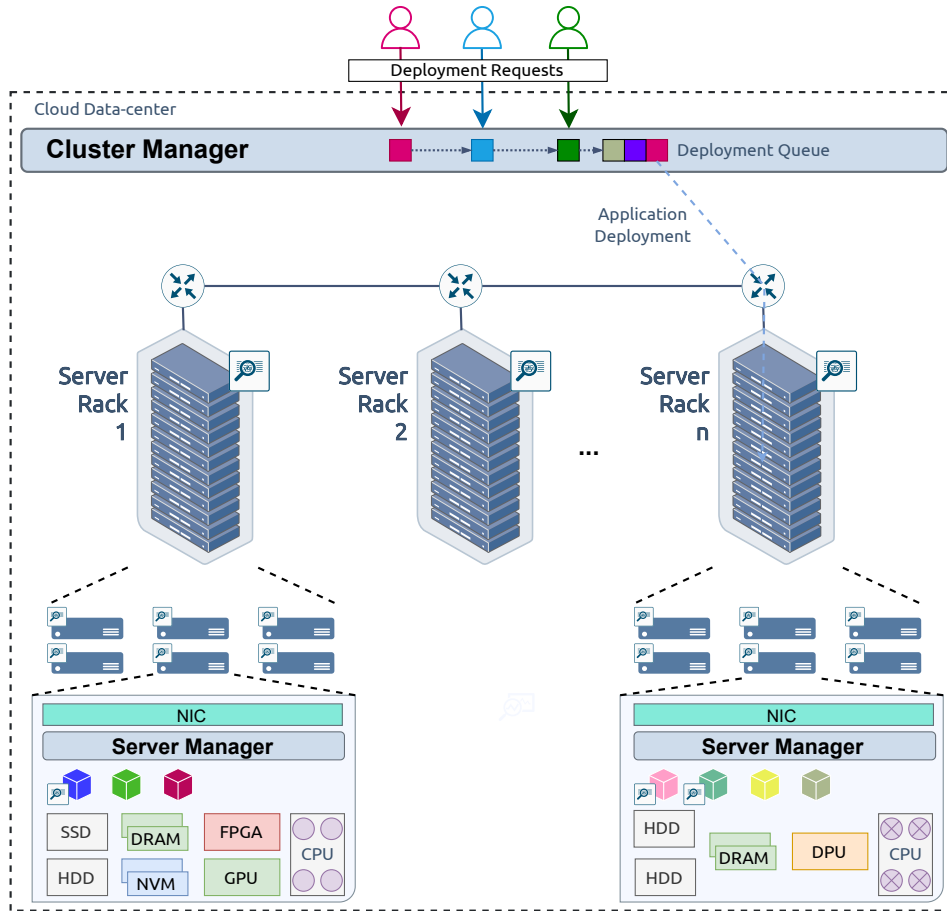 Deployment Requests
Cloud Data-center
Cluster Manager
Deployment Queue
Application
Deployment
Server
Rack
1
Server
Rack
2
...
Server
Rack
n
NIC
Server Manager
SSD
DRAM
FPGA
CPU
HDD
NVM
GPU
NIC
Server Manager
HDD
DRAM
DPU
CPU
HDD